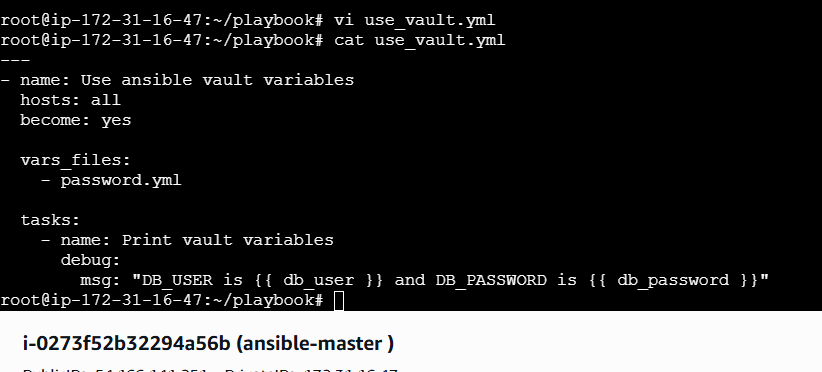 root@ip-172-31-16-47:~/playbook# vi use_vault.yml
root@ip-172-31-16-47:~/playbook# cat use_vault.yml
---
- name: Use ansible vault variables
  hosts: all
  become: yes

  vars_files:
    - password.yml

  tasks:
    - name: Print vault variables
      debug:
        msg: "DB_USER is {{ db_user }} and DB_PASSWORD is {{ db_password }}"
root@ip-172-31-16-47:~/playbook#
i-0273f52b32294a56b (ansible-master )